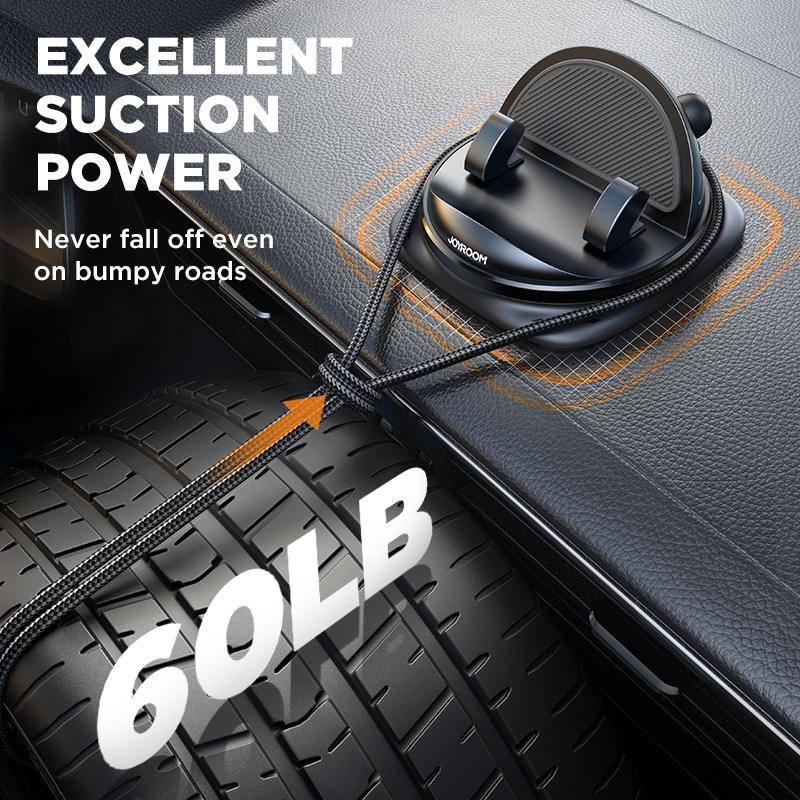 EXCELLENT
SUCTION
POWER
Never fall off even
on bumpy roads
JOYROOM
60LB